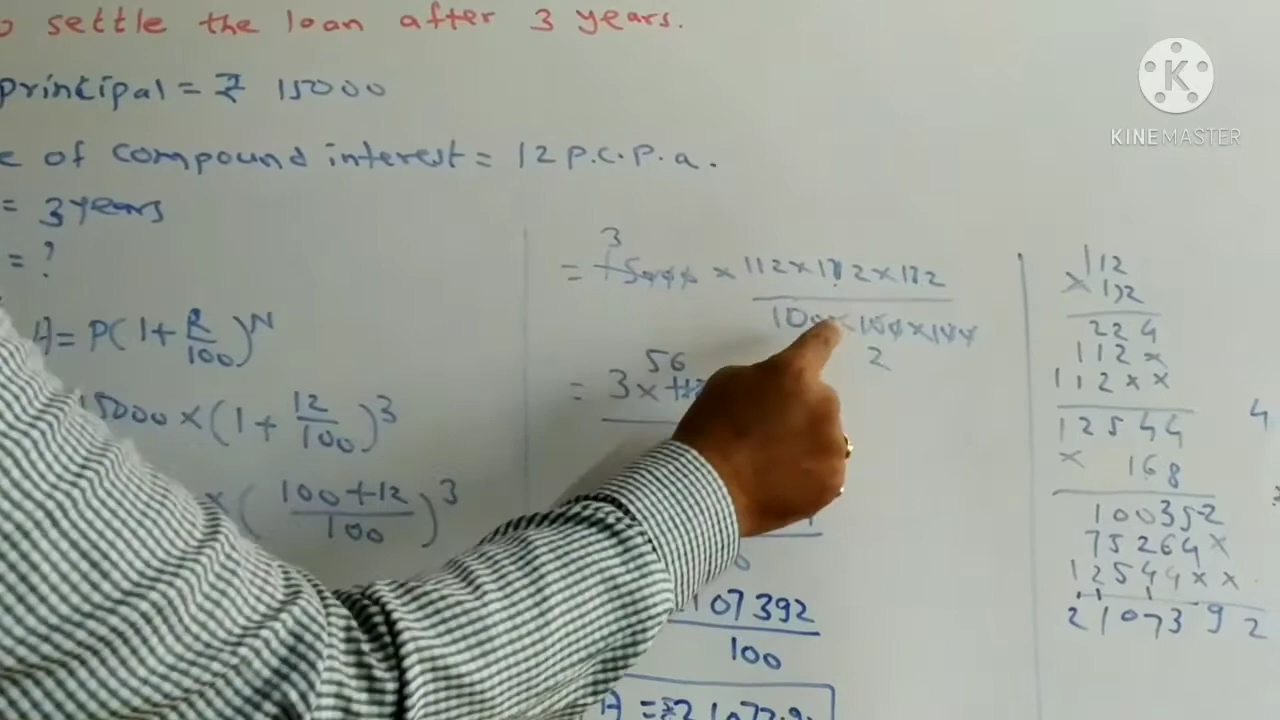 settle the loan after 3 years.
principal = ₹ 15000
of compound interest = 12 p.c.p.a.
= 3 years
= ?
A = P(1 + R/100)^N
15000 × (1 + 12/100)^3
× (100+12/100)^3
3
= 15000 × 112×112×112
100×100×100
2
56
= 3 × 112
107392
100
A = ₹21073.9
112
× 112
224
112×
112××
12544
× 168
100352
75264×
12544××
2107392
4
KINEMASTER